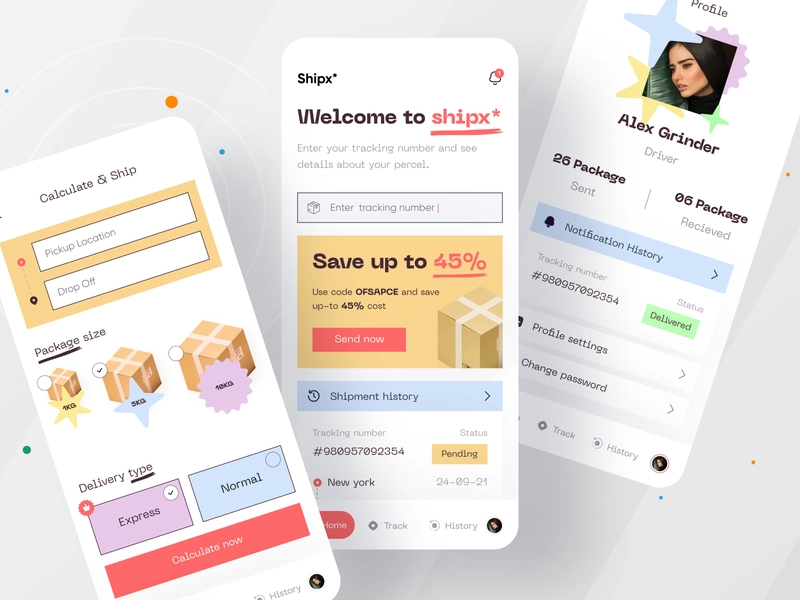 Calculate & Ship
Pickup Location
Drop Off
Package size
1KG
5KG
10KG
Delivery type
Express
Normal
Calculate now
History
Shipx*
Welcome to shipx*
Enter your tracking number and see
details about your percel.
Enter tracking number
Save up to 45%
Use code OFSAPCE and save
up-to 45% cost
Send now
Shipment history
Tracking number
Status
#980957092354
Pending
New york
24-09-21
Home
Track
History
Profile
Alex Grinder
Driver
26 Package
Sent
06 Package
Recieved
Notification History
Tracking number
Status
#980957092354
Delivered
Profile settings
Change password
Track
History